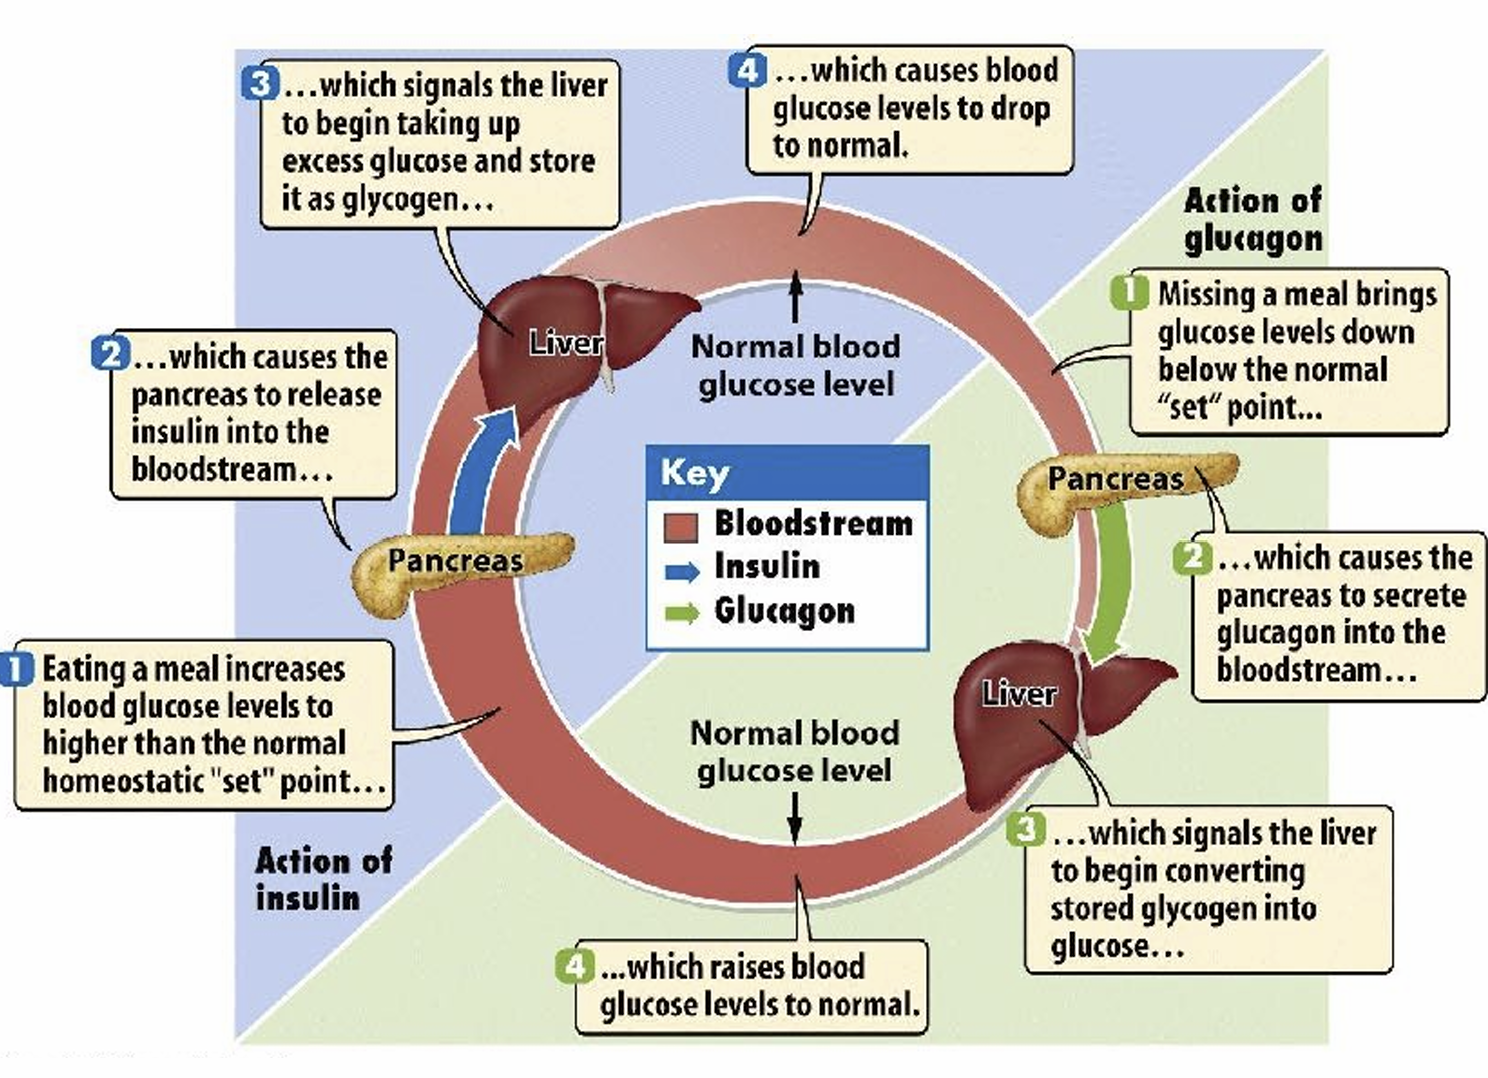 3 ...which signals the liver
to begin taking up
excess glucose and store
it as glycogen...
4 ...which causes blood
glucose levels to drop
to normal.
Action of
glucagon
1 Missing a meal brings
glucose levels down
below the normal
“set” point...
2 ...which causes the
pancreas to release
insulin into the
bloodstream...
Liver
Normal blood
glucose level
Key
Bloodstream
Insulin
Glucagon
Pancreas
Pancreas
2 ...which causes the
pancreas to secrete
glucagon into the
bloodstream...
1 Eating a meal increases
blood glucose levels to
higher than the normal
homeostatic "set" point...
Liver
Normal blood
glucose level
Action of
insulin
3 ...which signals the liver
to begin converting
stored glycogen into
glucose...
4 ...which raises blood
glucose levels to normal.